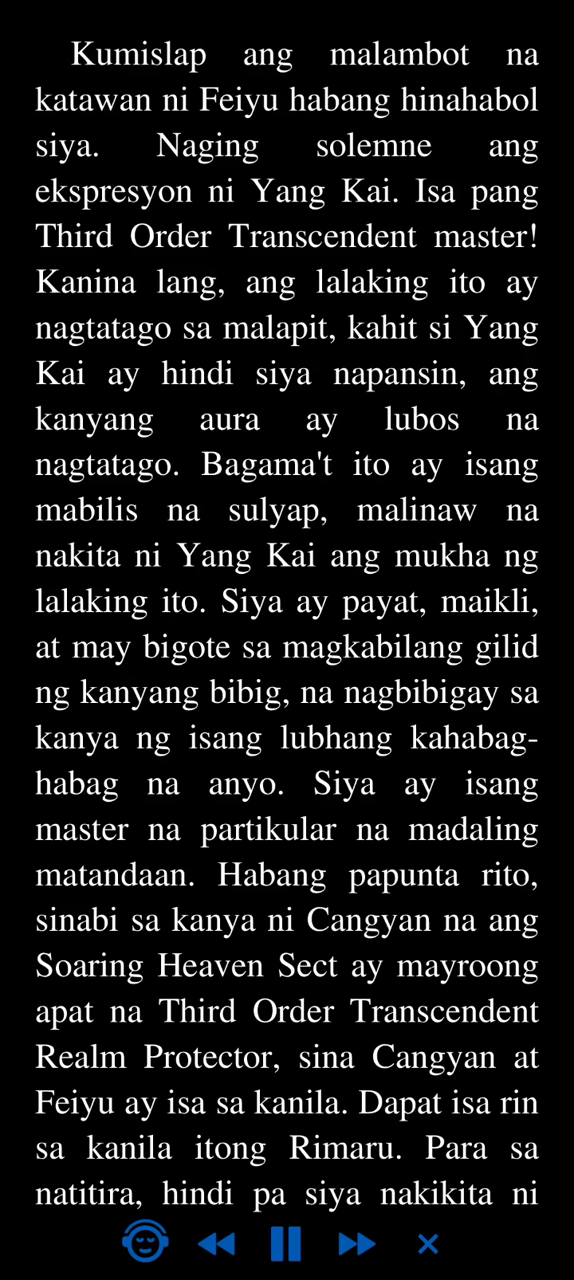 Kumislap ang malambot na
katawan ni Feiyu habang hinahabol
siya. Naging solemne ang
ekspresyon ni Yang Kai. Isa pang
Third Order Transcendent master!
Kanina lang, ang lalaking ito ay
nagtatago sa malapit, kahit si Yang
Kai ay hindi siya napansin, ang
kanyang aura ay lubos na
nagtatago. Bagama't ito ay isang
mabilis na sulyap, malinaw na
nakita ni Yang Kai ang mukha ng
lalaking ito. Siya ay payat, maikli,
at may bigote sa magkabilang gilid
ng kanyang bibig, na nagbibigay sa
kanya ng isang lubhang kahabag-
habag na anyo. Siya ay isang
master na partikular na madaling
matandaan. Habang papunta rito,
sinabi sa kanya ni Cangyan na ang
Soaring Heaven Sect ay mayroong
apat na Third Order Transcendent
Realm Protector, sina Cangyan at
Feiyu ay isa sa kanila. Dapat isa rin
sa kanila itong Rimaru. Para sa
natitira, hindi pa siya nakikita ni